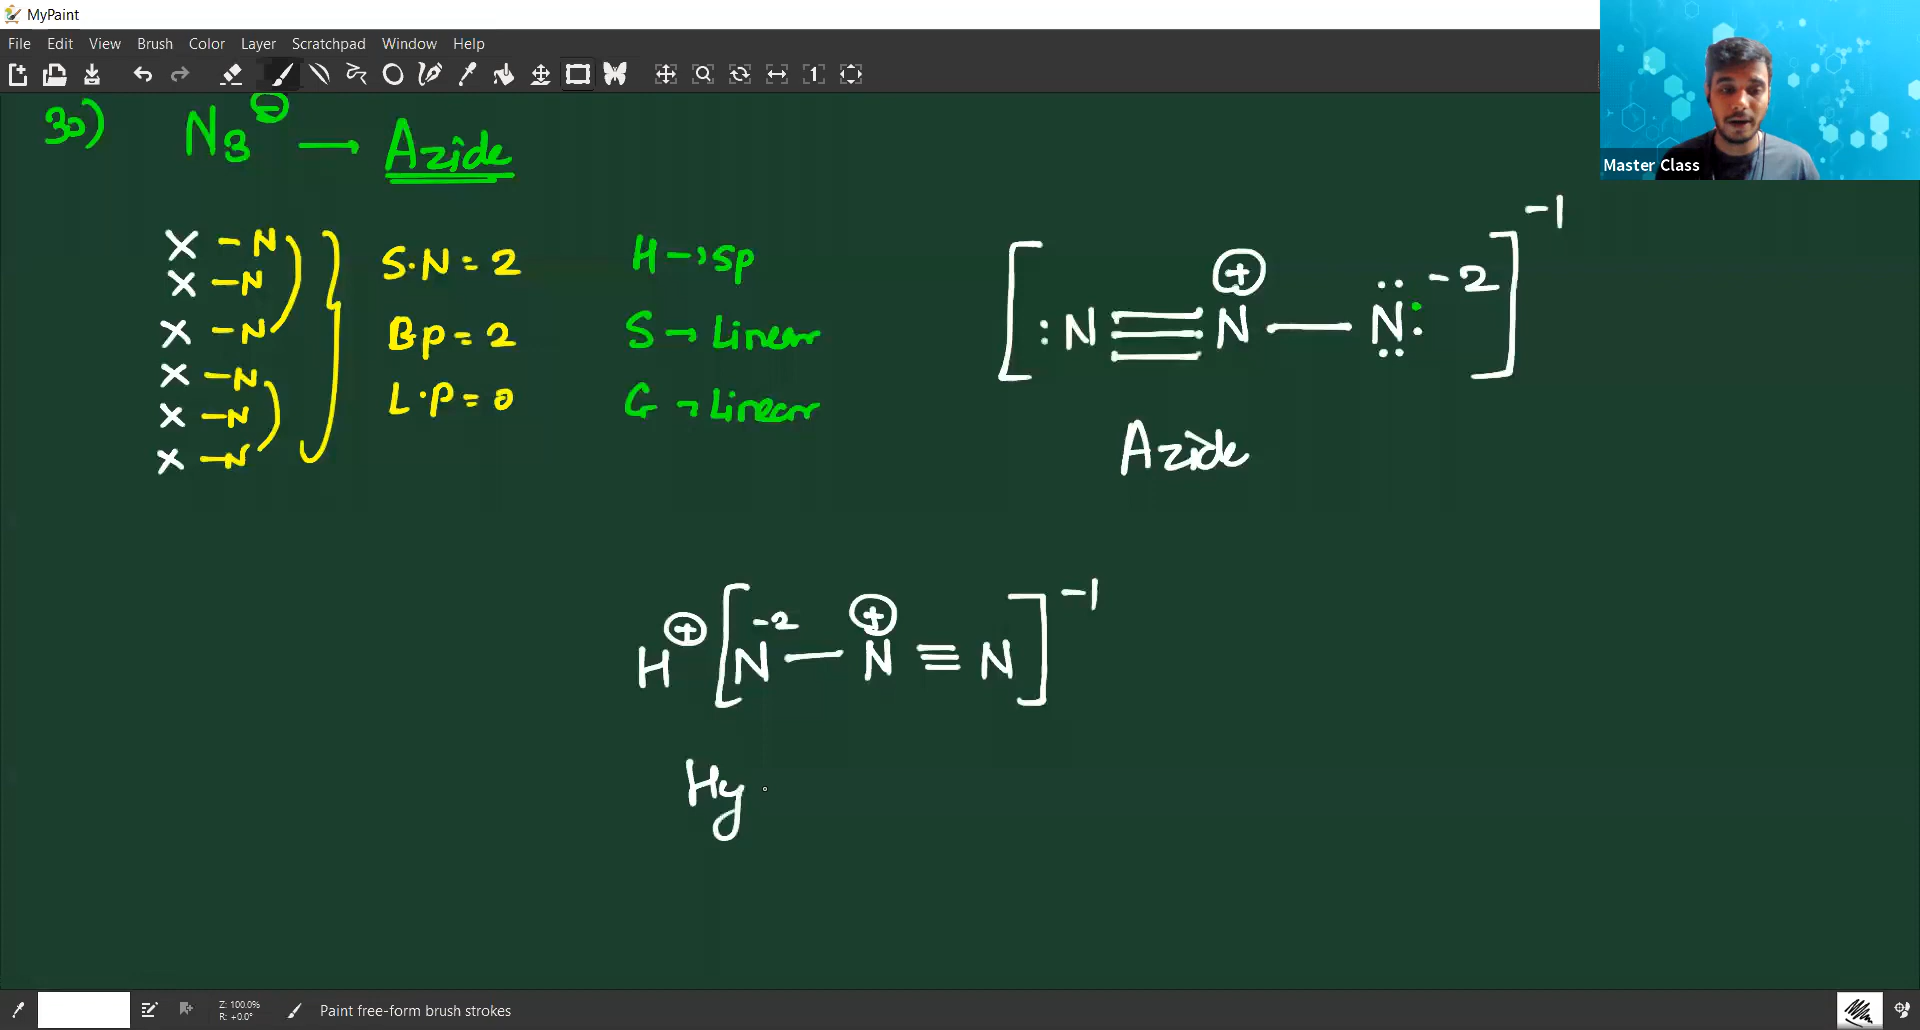 MyPaint
File Edit View Brush Color Layer Scratchpad Window Help
1
Master Class
30) N3⊖ → Azide
X – N
X – N
X – N
X – N
X – N
X – N
S.N = 2
B.p = 2
L.P = 0
H → sp
S → Linear
G → Linear
[:N≡N⊕—N̈:-2]-1
Azide
H⊕[N-2—N⊕≡N]-1
Hy
Z: 100.0%
R: +0.0°
Paint free-form brush strokes